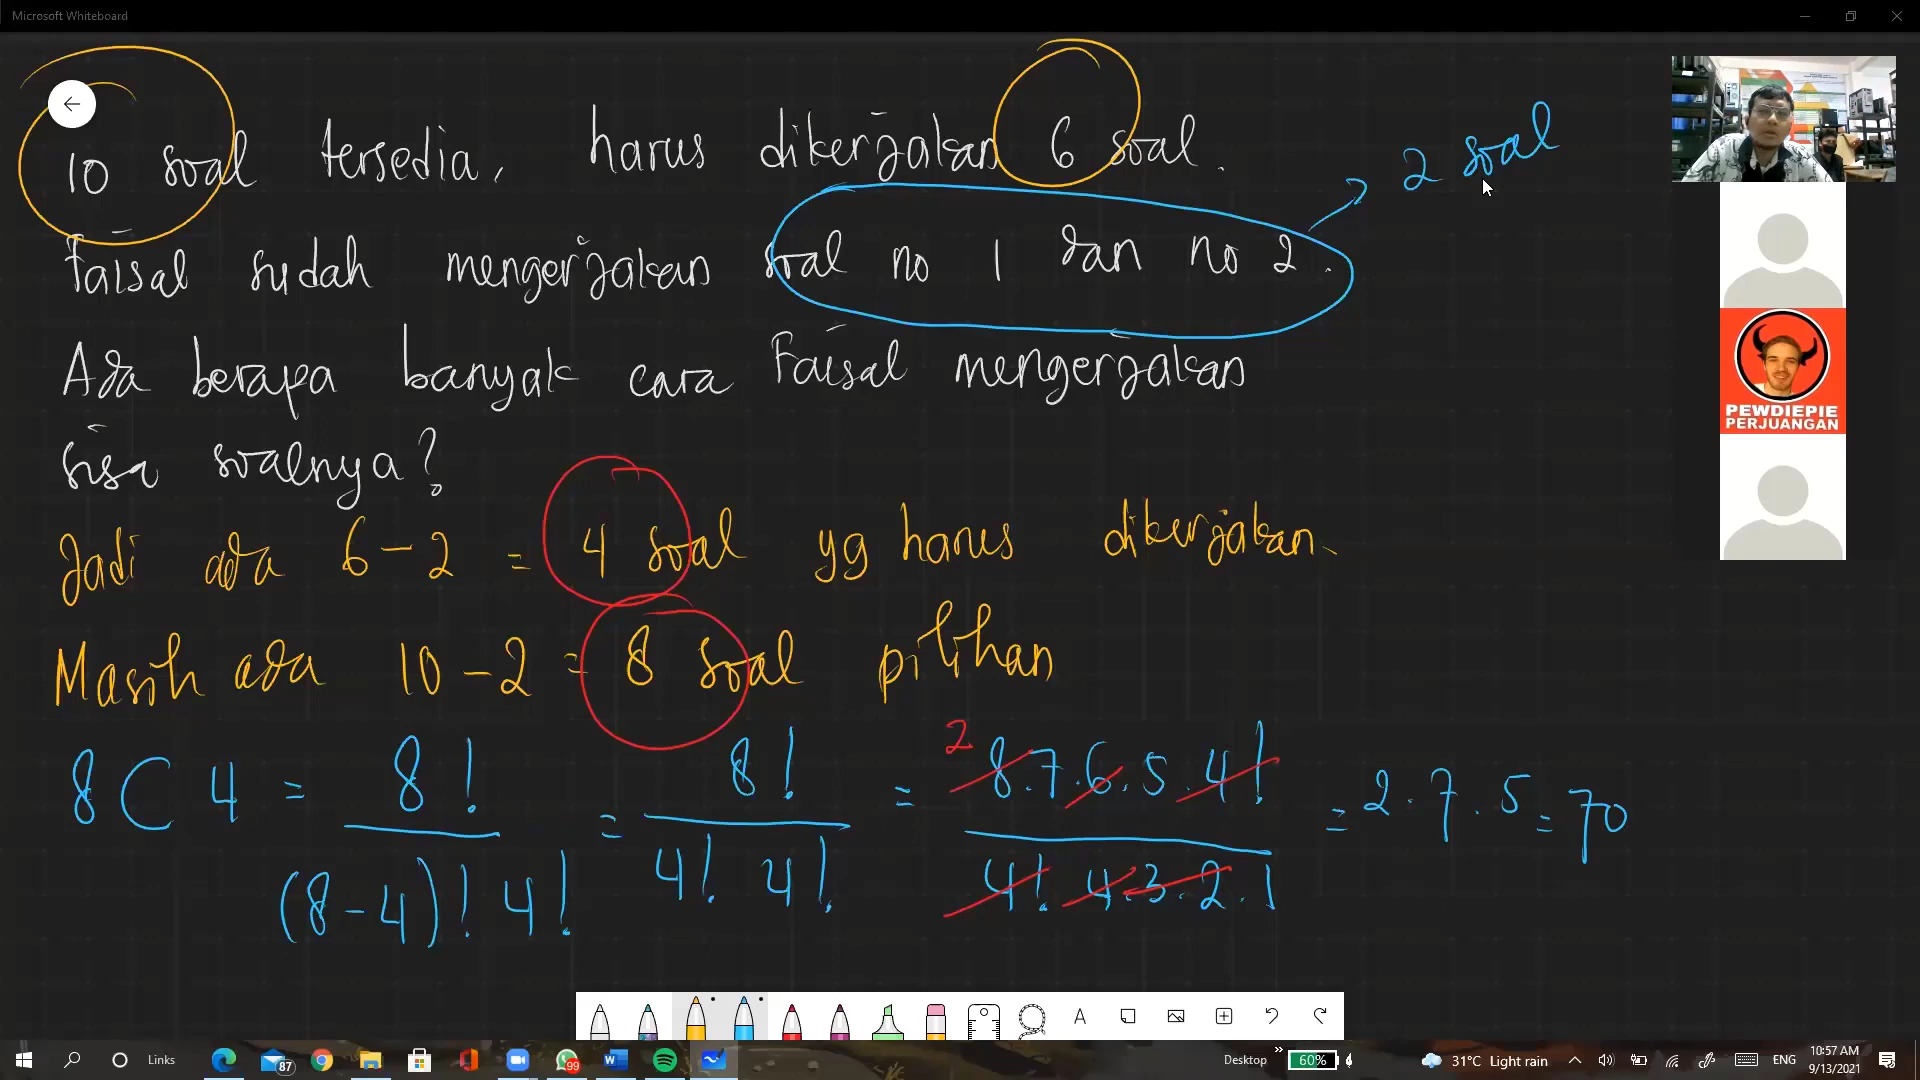 Microsoft Whiteboard
10 soal tersedia, harus dikerjakan 6 soal.
2 soal
Faisal sudah mengerjakan soal no 1 dan no 2.
Ada berapa banyak cara Faisal mengerjakan
sisa soalnya?
PEWDIEPIE
PERJUANGAN
Jadi ada 6 - 2 = 4 soal yg harus dikerjakan
Masih ada 10 - 2 = 8 soal pilihan
8 C 4 = 8! / (8-4)! 4! = 8! / 4! 4! = 2 8.7.6.5.4! / 4! 4.3.2.1 = 2.7.5 = 70
A
Links
87
99
Desktop
60%
31°C Light rain
ENG
10:57 AM
9/13/2021